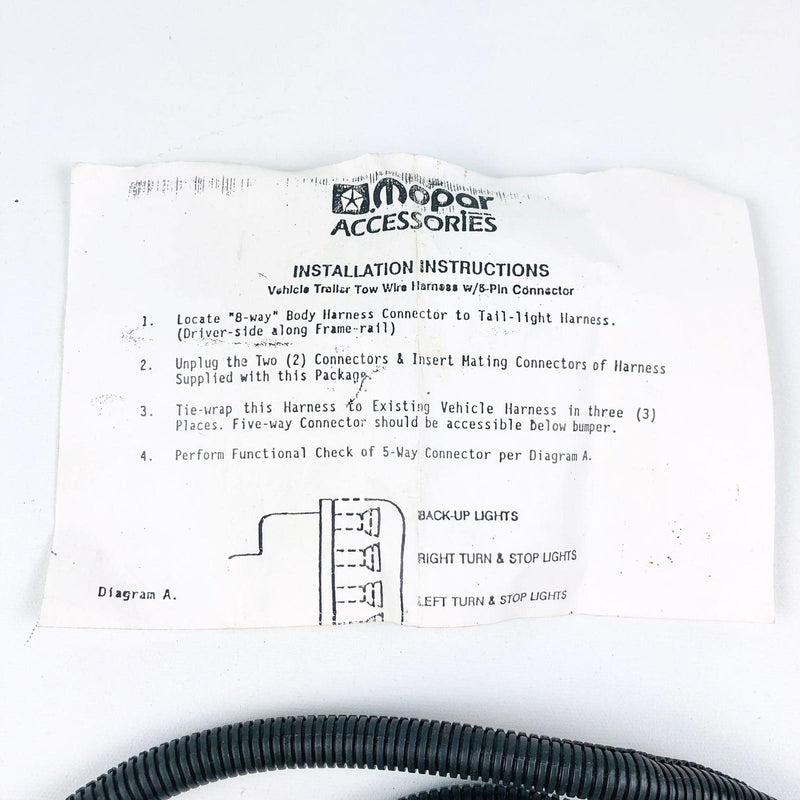 Mopar
ACCESSORIES
INSTALLATION INSTRUCTIONS
Vehicle Trailer Tow Wire Harness w/5-Pin Connector
1. Locate "8-way" Body Harness Connector to Tail-light Harness.
(Driver-side along Frame-rail)
2. Unplug the Two (2) Connectors & Insert Mating Connectors of Harness
Supplied with this Package.
3. Tie-wrap this Harness to Existing Vehicle Harness in three (3)
Places. Five-way Connector should be accessible Delow bumper.
4. Perform Functional Check of 5-Way Connector per Diagram A.
BACK-UP LIGHTS
RIGHT TURN & STOP LIGHTS
LEFT TURN & STOP LIGHTS
Diagram A.